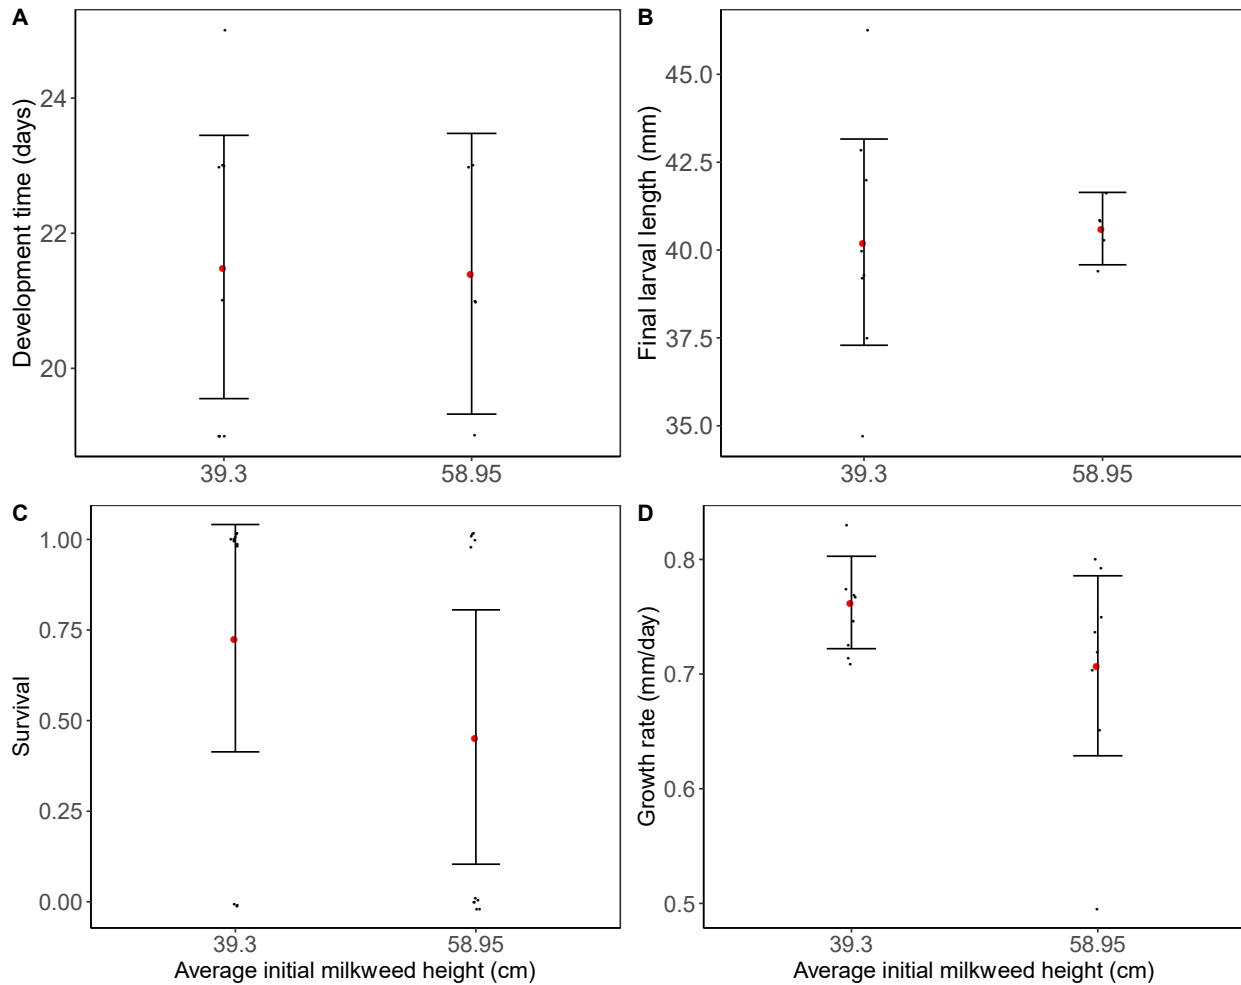 A
Development time (days)
24
22
20
39.3
58.95
B
Final larval length (mm)
45.0
42.5
40.0
37.5
35.0
39.3
58.95
C
Survival
1.00
0.75
0.50
0.25
0.00
39.3
58.95
Average initial milkweed height (cm)
D
Growth rate (mm/day)
0.8
0.7
0.6
0.5
39.3
58.95
Average initial milkweed height (cm)